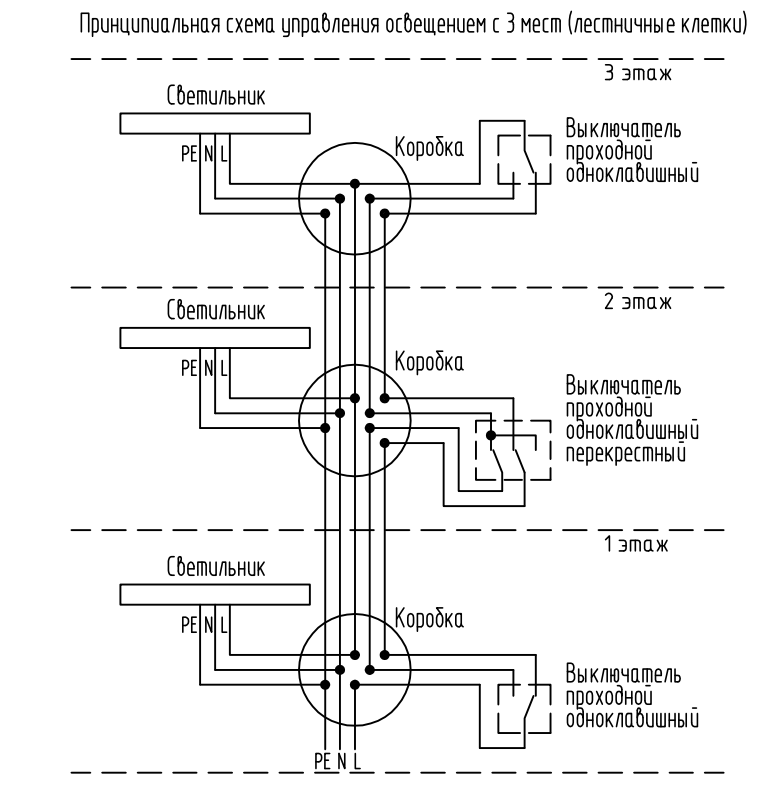 Принципиальная схема управления освещением с 3 мест (лестничные клетки)
3 этаж
Светильник
PE N L
Коробка
Выключатель
проходной
одноклавишный
2 этаж
Светильник
PE N L
Коробка
Выключатель
проходной
одноклавишный
перекрестный
1 этаж
Светильник
PE N L
Коробка
Выключатель
проходной
одноклавишный
PE N L